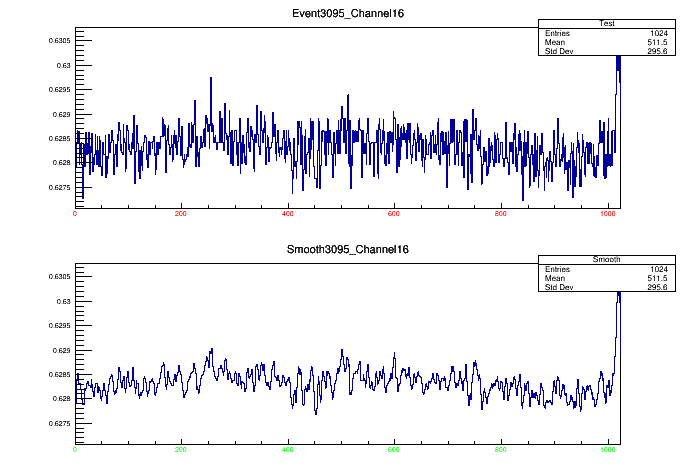 Event3095_Channel16
Test
Entries 1024
Mean 511.5
Std Dev 295.6
0.6305
0.63
0.6295
0.629
0.6285
0.628
0.6275
0 200 400 600 800 1000
Smooth3095_Channel16
Smooth
Entries 1024
Mean 511.5
Std Dev 295.6
0.6305
0.63
0.6295
0.629
0.6285
0.628
0.6275
0 200 400 600 800 1000